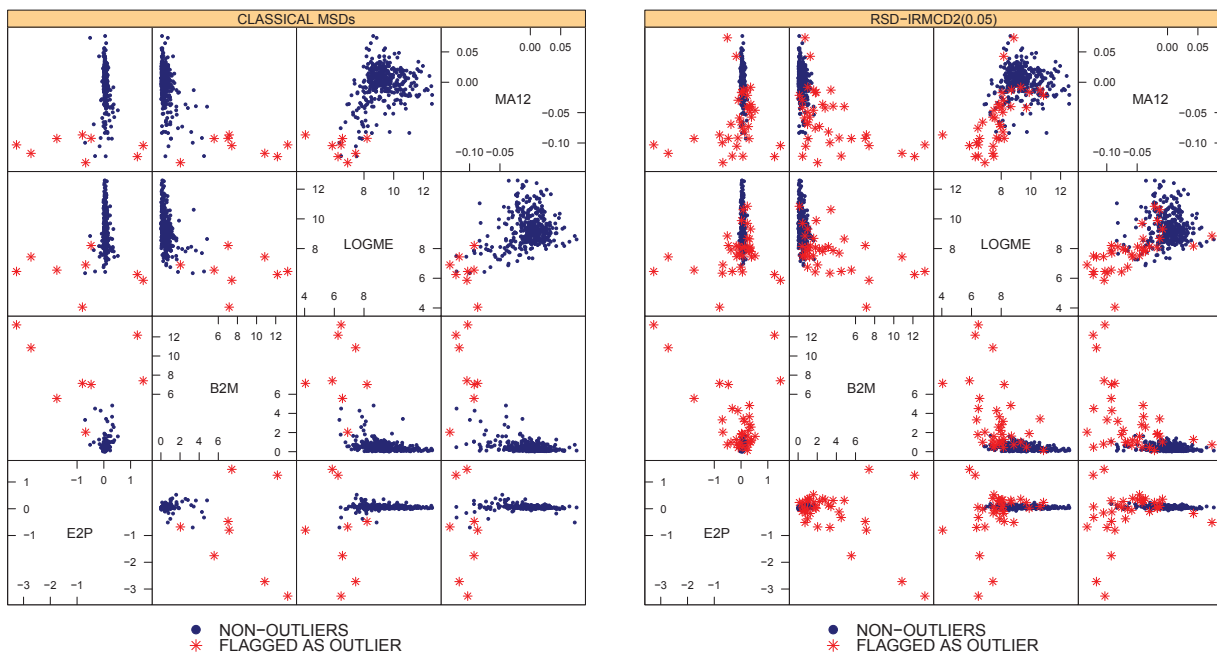 CLASSICAL MSDs
0.00 0.05
0.05
0.00
MA12
−0.05
−0.10
−0.10 −0.05
8 10 12
12
10
8
LOGME
8
6
4
4 6 8
6 8 10 12
12
10
8
6
B2M
6
4
2
0
0 2 4 6
−1 0 1
1
0
−1
E2P
−1
−2
−3
−3 −2 −1
NON−OUTLIERS
FLAGGED AS OUTLIER
RSD−IRMCD2(0.05)
0.00 0.05
0.05
0.00
MA12
−0.05
−0.10
−0.10 −0.05
8 10 12
12
10
8
LOGME
8
6
4
4 6 8
6 8 10 12
12
10
8
6
B2M
6
4
2
0
0 2 4 6
−1 0 1
1
0
−1
E2P
−1
−2
−3
−3 −2 −1
NON−OUTLIERS
FLAGGED AS OUTLIER